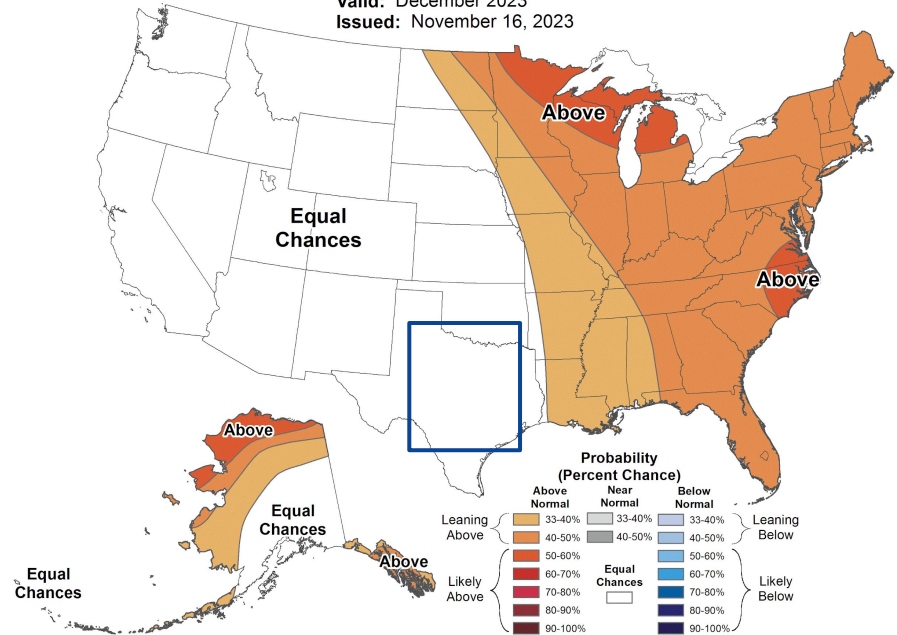 Valid: December 2023
Issued: November 16, 2023
Above
Equal
Chances
Above
Above
Equal
Chances
Above
Equal
Chances
Probability
(Percent Chance)
Above
Normal
Near
Normal
Below
Normal
Leaning
Above
33-40%
33-40%
33-40%
Leaning
Below
40-50%
40-50%
40-50%
Likely
Above
50-60%
50-60%
Likely
Below
60-70%
Equal
Chances
60-70%
70-80%
70-80%
80-90%
80-90%
90-100%
90-100%